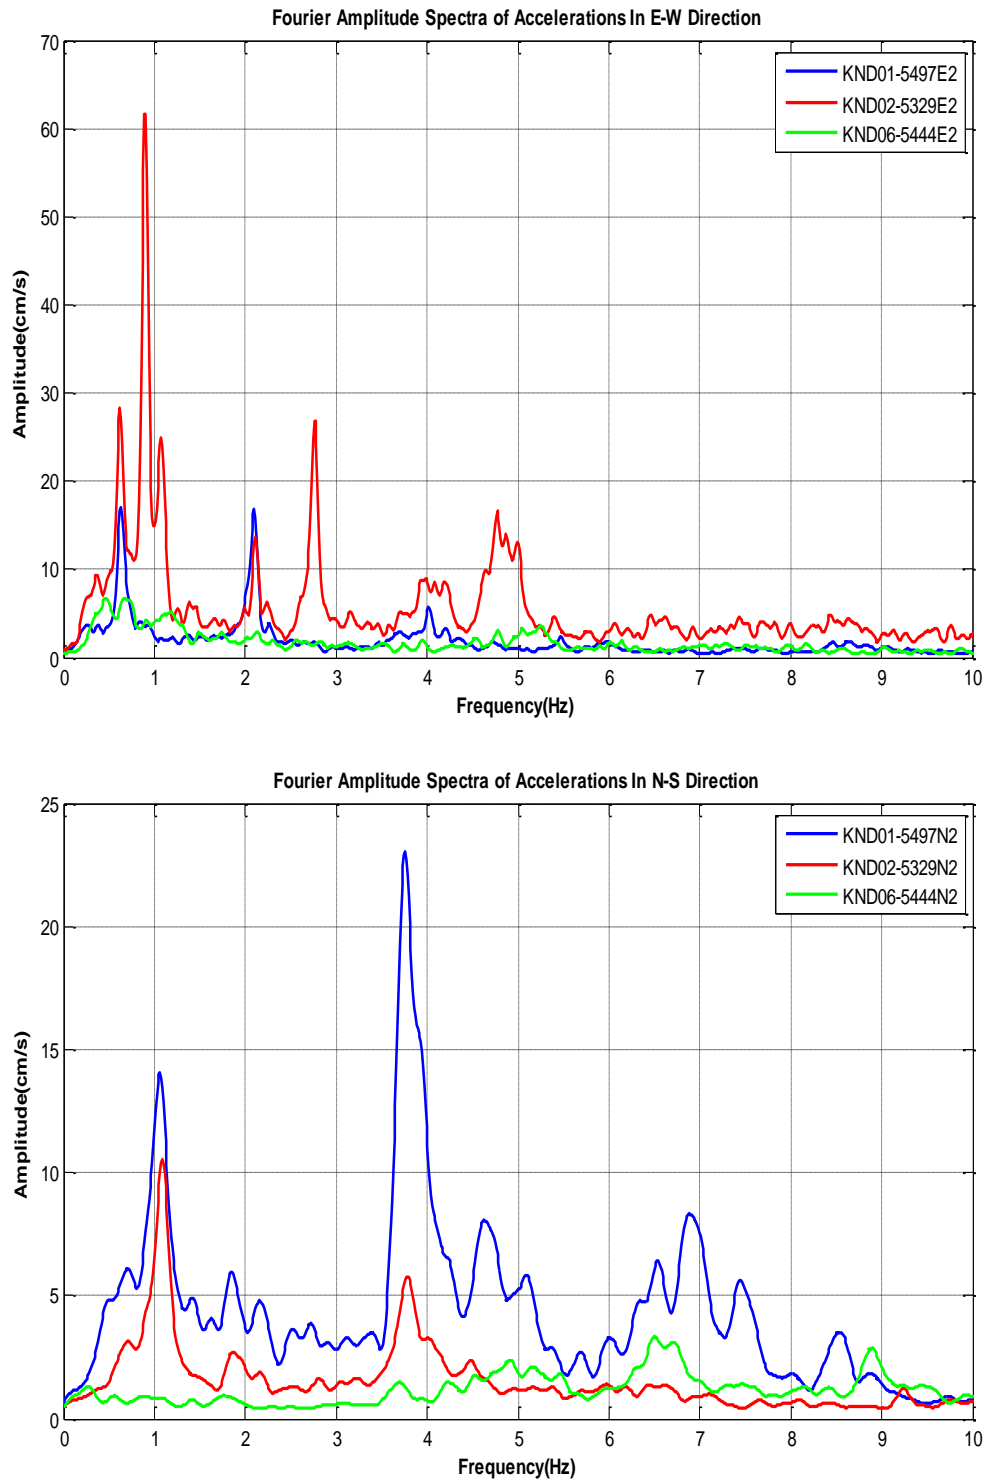 Fourier Amplitude Spectra of Accelerations In E-W Direction
70
60
50
40
30
20
10
0
Amplitude(cm/s)
KND01-5497E2
KND02-5329E2
KND06-5444E2
0 1 2 3 4 5 6 7 8 9 10
Frequency(Hz)
Fourier Amplitude Spectra of Accelerations In N-S Direction
25
20
15
10
5
0
Amplitude(cm/s)
KND01-5497N2
KND02-5329N2
KND06-5444N2
0 1 2 3 4 5 6 7 8 9 10
Frequency(Hz)